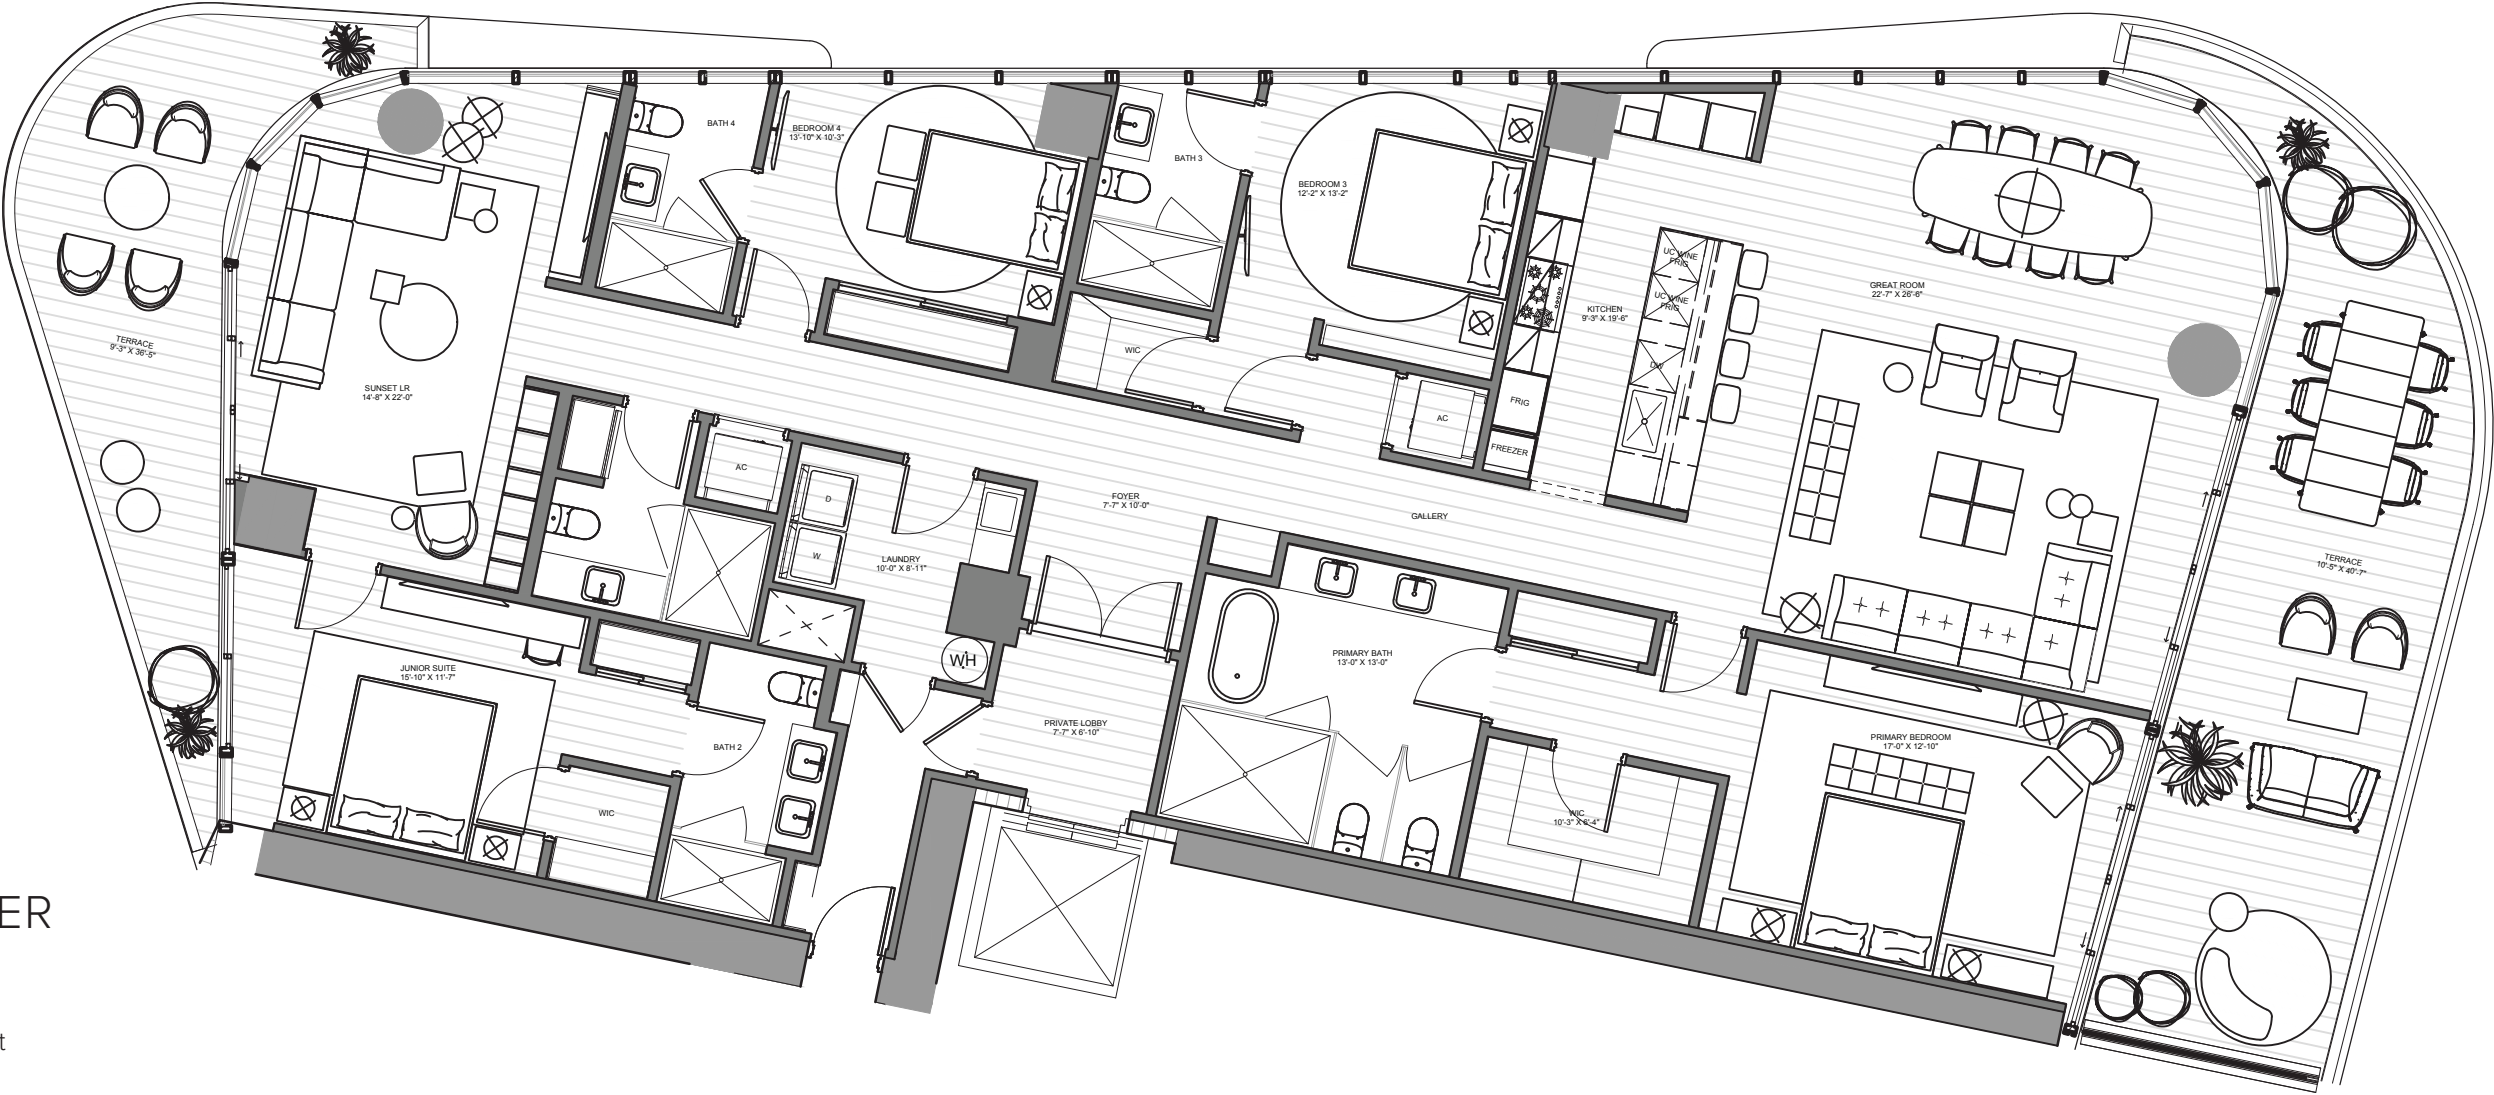 BATH 4
BEDROOM 4
13'-10" X 10'-3"
BATH 3
BEDROOM 3
12'-2" X 13'-2"
UC WINE
FRIG
UC WINE
FRIG
KITCHEN
9'-3" X 19'-6"
GREAT ROOM
22'-7" X 26'-6"
TERRACE
9'-3" X 36'-5"
SUNSET LR
14'-8" X 22'-0"
WIC
DW
FRIG
AC
FREEZER
AC
D
W
LAUNDRY
10'-0" X 8'-11"
FOYER
7'-7" X 10'-0"
GALLERY
TERRACE
10'-5" X 40'-7"
JUNIOR SUITE
15'-10" X 11'-7"
WH
PRIMARY BATH
13'-0" X 13'-0"
BATH 2
PRIVATE LOBBY
7'-7" X 6'-10"
PRIMARY BEDROOM
17'-0" X 12'-10"
WIC
WIC
10'-3" X 6'-4"
ER
t